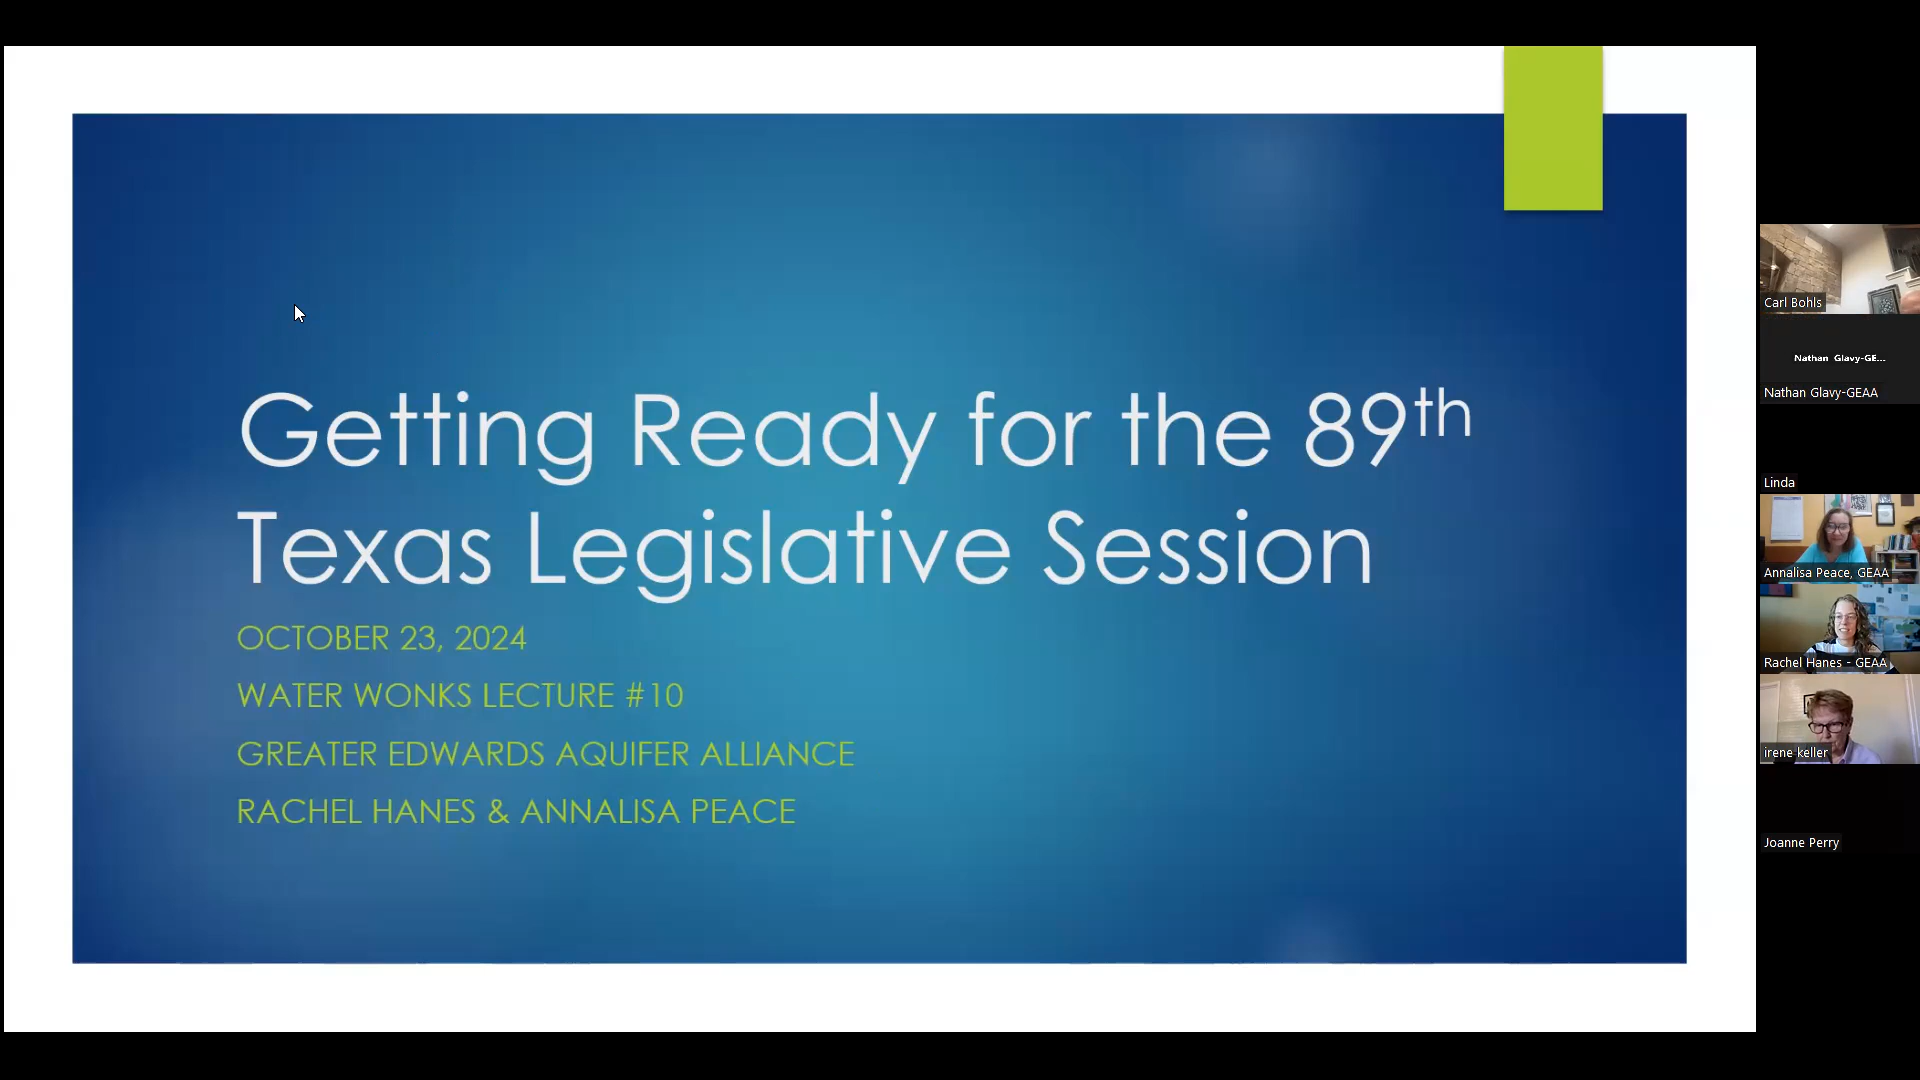 Getting Ready for the 89th
Texas Legislative Session
OCTOBER 23, 2024
WATER WONKS LECTURE #10
GREATER EDWARDS AQUIFER ALLIANCE
RACHEL HANES & ANNALISA PEACE
Carl Bohls
Nathan Glavy-GE...
Nathan Glavy-GEAA
Linda
Annalisa Peace, GEAA
Rachel Hanes - GEAA
irene keller
Joanne Perry